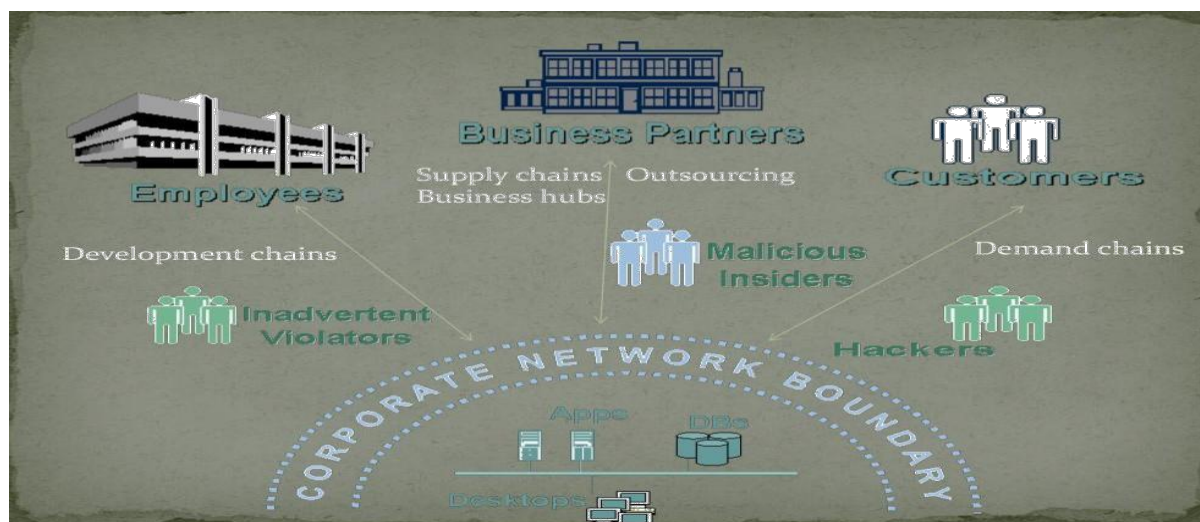 Business Partners
Employees
Customers
Supply chains
Business hubs
Outsourcing
Development chains
Malicious
Insiders
Demand chains
Inadvertent
Violators
Hackers
CORPORATE NETWORK BOUNDARY
Apps
DBs
Desktops